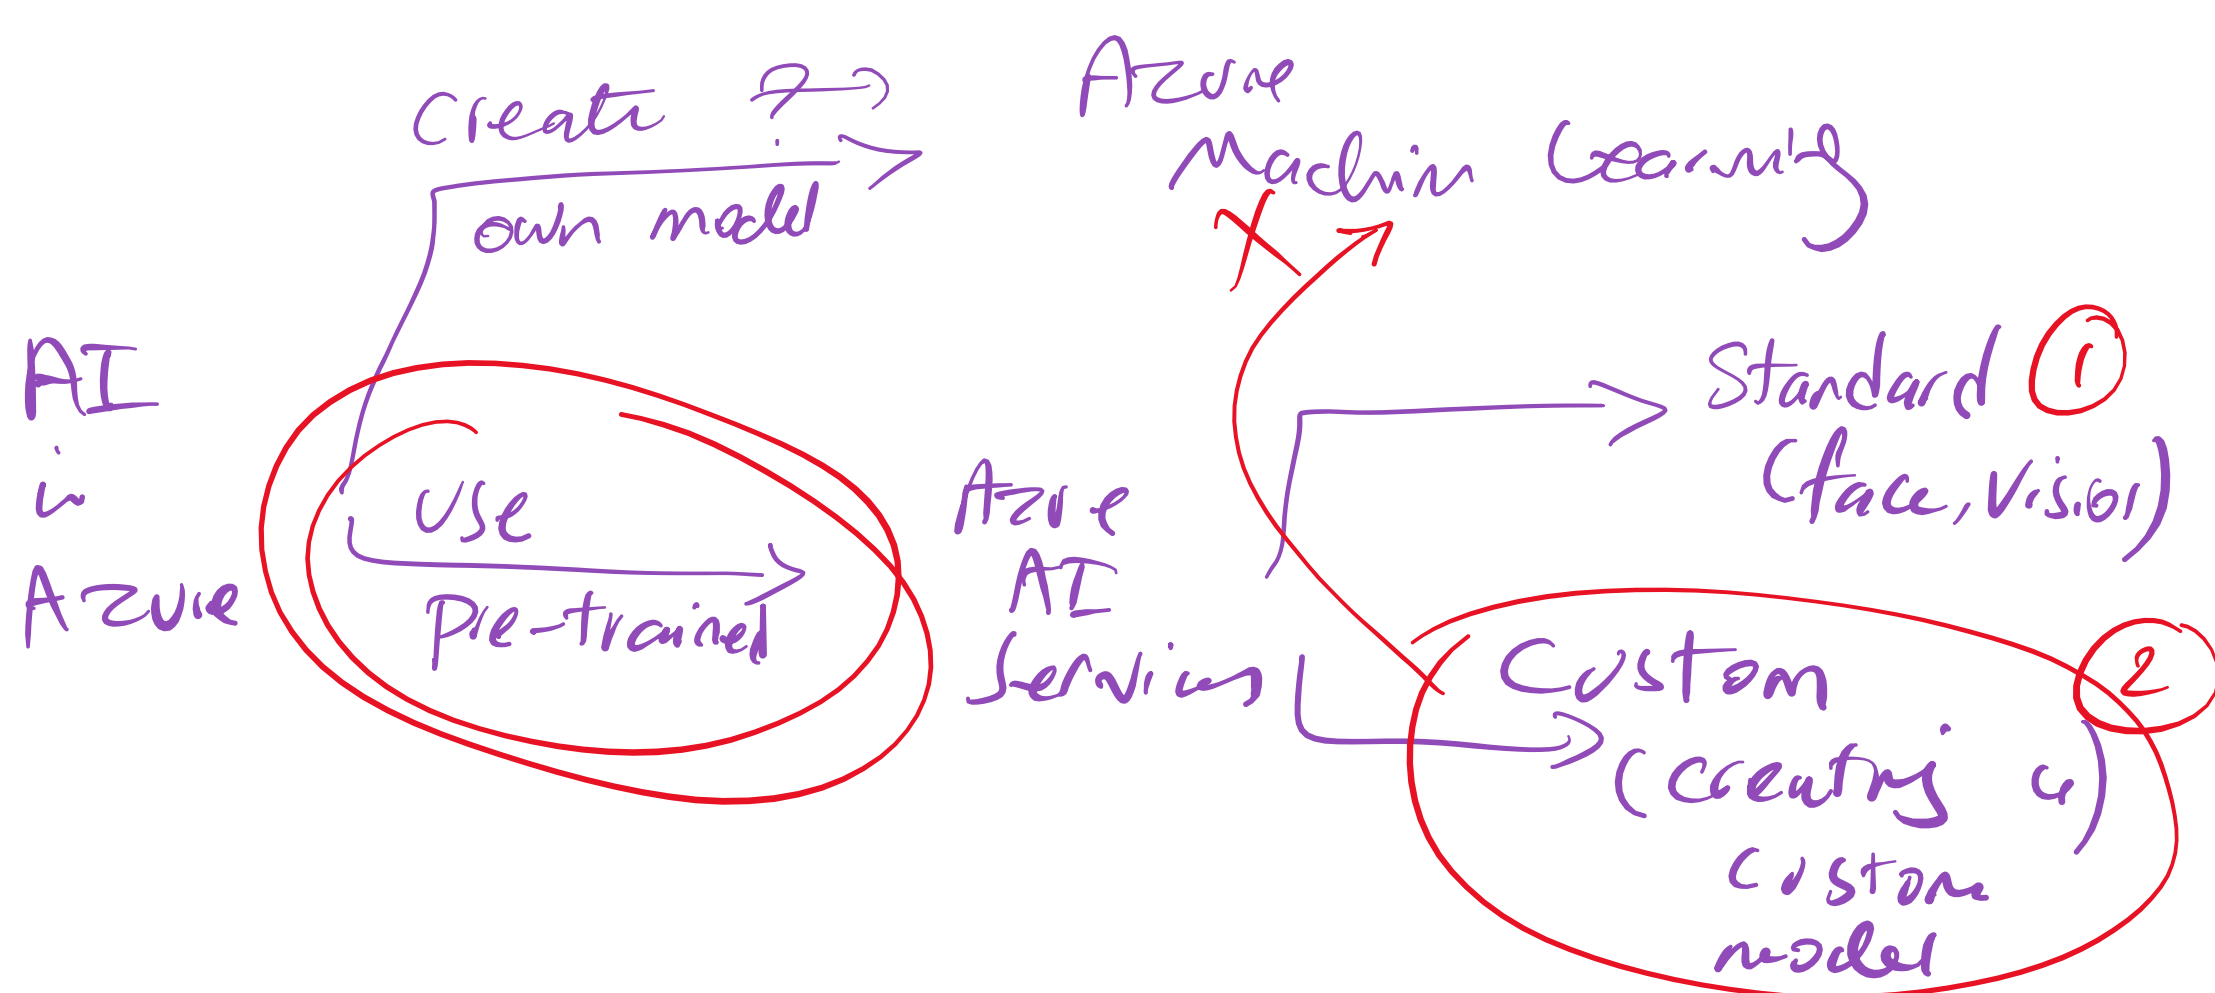 Create ?
own model
Azure
Machin Learning
AI
in
Azure
Use
Pre-trained
Azure
AI
Services
Standard 1
(face, Vision)
Custom 2
(Creating a)
custom
model